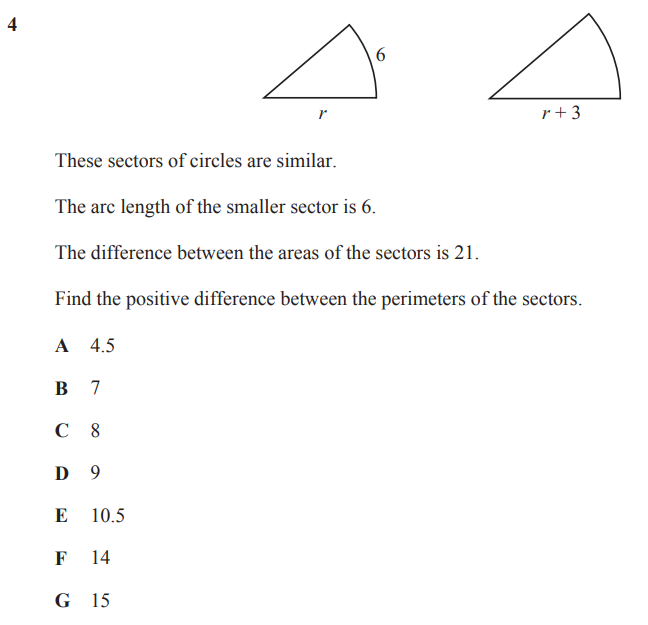 4
6
r
r + 3
These sectors of circles are similar.
The arc length of the smaller sector is 6.
The difference between the areas of the sectors is 21.
Find the positive difference between the perimeters of the sectors.
A 4.5
B 7
C 8
D 9
E 10.5
F 14
G 15